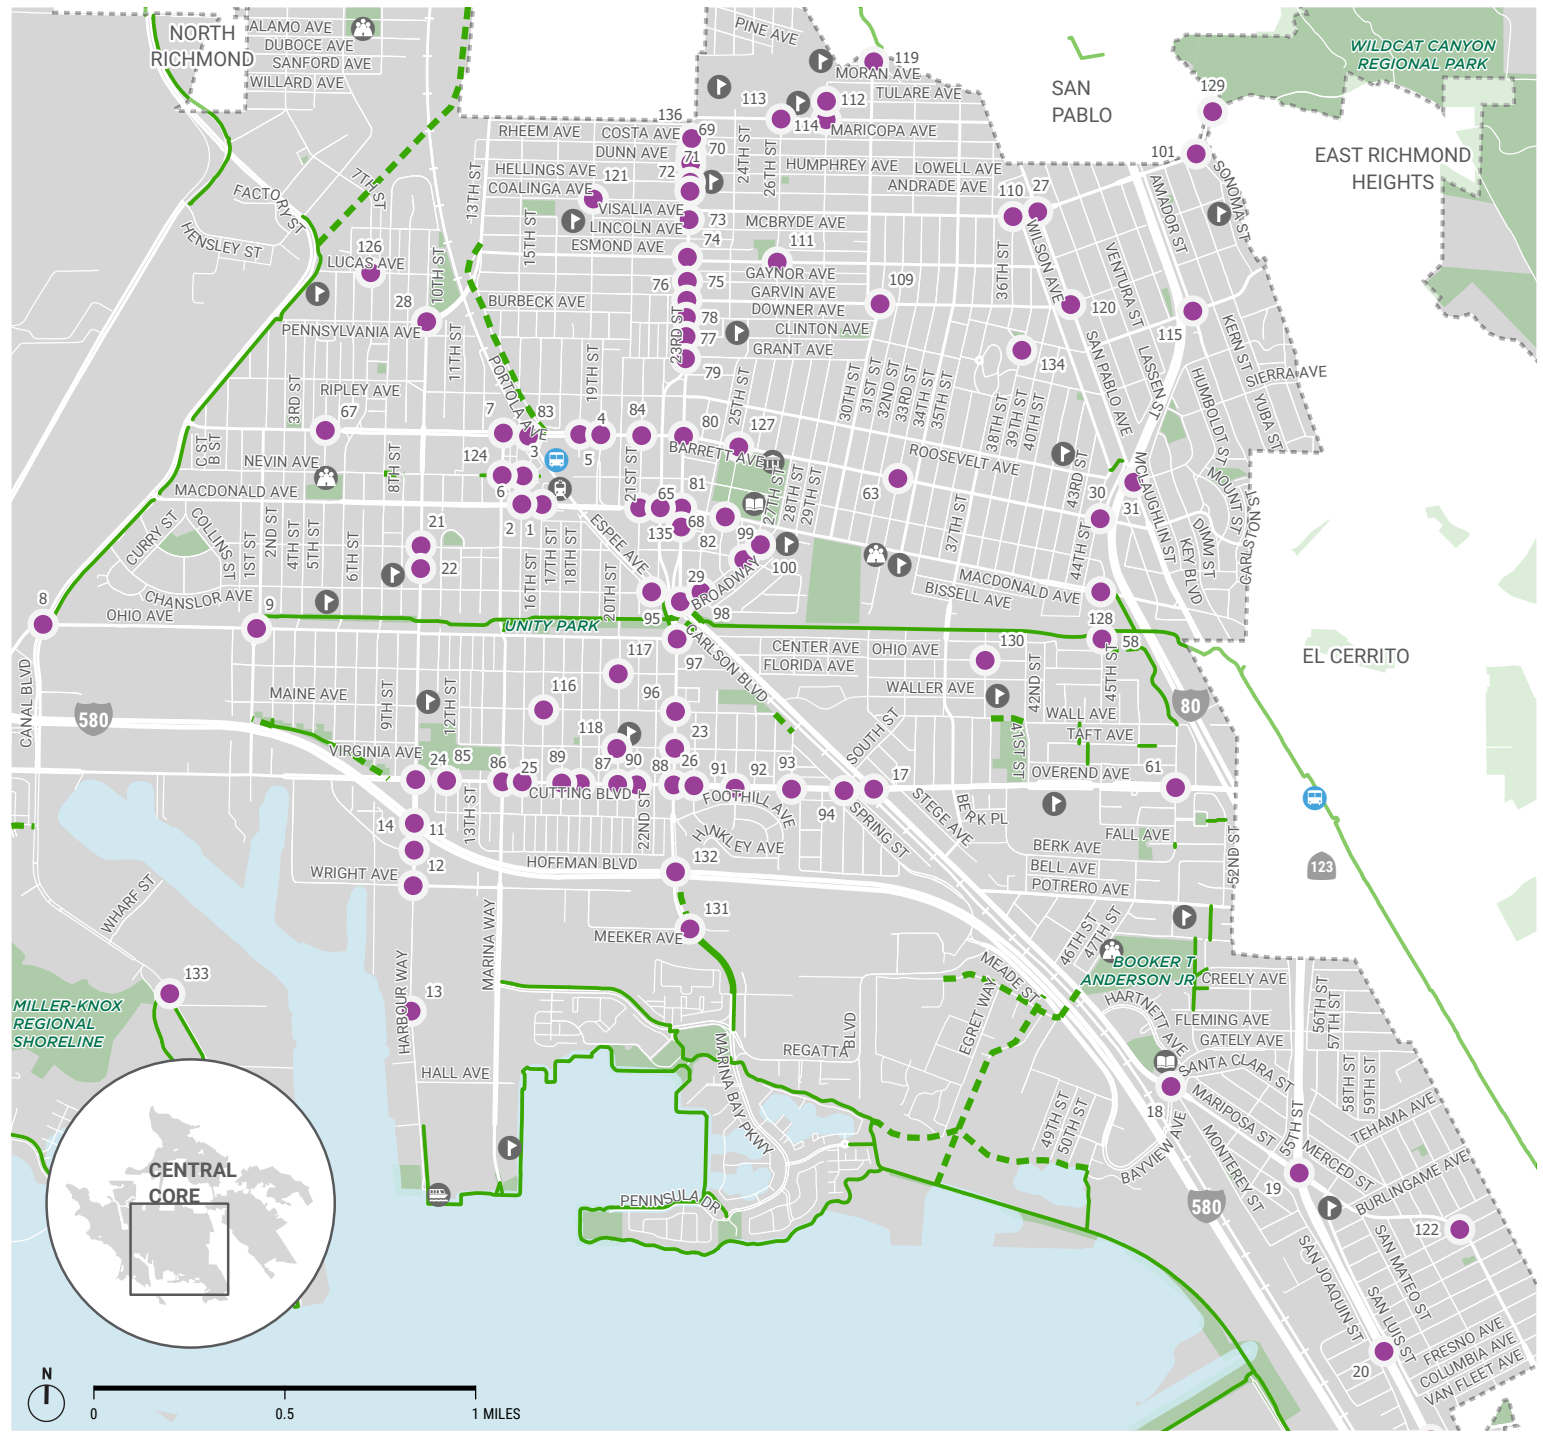 PINE AVE
NORTH
RICHMOND
ALAMO AVE
DUBOCE AVE
SANFORD AVE
WILLARD AVE
119
MORAN AVE
TULARE AVE
SAN
PABLO
WILDCAT CANYON
REGIONAL PARK
129
113
112
114
MARICOPA AVE
136
RHEEM AVE
COSTA AVE
69
DUNN AVE
70
71
72
24TH ST
26TH ST
HUMPHREY AVE
LOWELL AVE
ANDRADE AVE
101
EAST RICHMOND
HEIGHTS
HELLINGS AVE
COALINGA AVE
121
VISALIA AVE
LINCOLN AVE
73
MCBRYDE AVE
110
27
AMADOR ST
SONOMA ST
7TH ST
FACTORY ST
HENSLEY ST
13TH ST
15TH ST
ESMOND AVE
74
111
36TH ST
WILSON AVE
VENTURA ST
126
LUCAS AVE
10TH ST
GAYNOR AVE
76
75
GARVIN AVE
109
28
BURBECK AVE
DOWNER AVE
78
120
115
PENNSYLVANIA AVE
11TH ST
CLINTON AVE
77
23RD ST
GRANT AVE
134
SAN PABLO AVE
LASSEN ST
KERN ST
79
SIERRA AVE
HUMBOLDT ST
YUBA ST
PORTOLA AVE
19TH ST
RIPLEY AVE
3RD ST
25TH ST
30TH ST
31ST ST
32ND ST
33RD ST
34TH ST
35TH ST
38TH ST
39TH ST
40TH ST
67
7
83
4
84
80
127
C ST
B ST
NEVIN AVE
8TH ST
124
3
5
BARRETT AVE
ROOSEVELT AVE
43RD ST
MCLAUGHLIN ST
MOUNT ST
CARLSTON ST
MACDONALD AVE
6
21ST ST
65
81
27TH ST
28TH ST
29TH ST
63
30
31
CURRY ST
COLLINS ST
1ST ST
2ND ST
4TH ST
5TH ST
6TH ST
21
2
1
ESPEE AVE
135
68
82
99
37TH ST
44TH ST
DIMM ST
KEY BLVD
22
16TH ST
17TH ST
18TH ST
20TH ST
100
MACDONALD AVE
BISSELL AVE
CHANSLOR AVE
8
OHIO AVE
9
29
BROADWAY
UNITY PARK
95
98
128
58
CENTER AVE
OHIO AVE
130
EL CERRITO
CANAL BLVD
117
97
CARLSON BLVD
FLORIDA AVE
WALLER AVE
42ND ST
45TH ST
MAINE AVE
9TH ST
12TH ST
116
96
WALL AVE
80
580
118
23
SOUTH ST
41ST ST
TAFT AVE
VIRGINIA AVE
24
85
86
25
89
87
90
88
26
91
92
93
17
OVEREND AVE
61
CUTTING BLVD
FOOTHILL AVE
94
STEGE AVE
BERK PL
14
11
13TH ST
22ND ST
HINKLEY AVE
SPRING ST
FALL AVE
BERK AVE
52ND ST
12
HOFFMAN BLVD
132
BELL AVE
123
WRIGHT AVE
POTRERO AVE
WHARF ST
MARINA WAY
131
MEEKER AVE
46TH ST
47TH ST
HARBOUR WAY
MEADE ST
BOOKER T
ANDERSON JR
133
13
EGRET WAY
HARTNETT AVE
CREELY AVE
56TH ST
57TH ST
MILLER-KNOX
REGIONAL
SHORELINE
FLEMING AVE
GATELY AVE
REGATTA BLVD
MARINA BAY PKWY
HALL AVE
SANTA CLARA ST
58TH ST
59TH ST
49TH ST
50TH ST
18
MARIPOSA ST
TEHAMA AVE
55TH ST
MERCED ST
BAYVIEW AVE
MONTEREY ST
CENTRAL
CORE
19
BURLINGAME AVE
PENINSULA DR
580
122
SAN MATEO ST
SAN JOAQUIN ST
SAN LUIS ST
FRESNO AVE
COLUMBIA AVE
VAN FLEET AVE
20
N
0
0.5
1 MILES